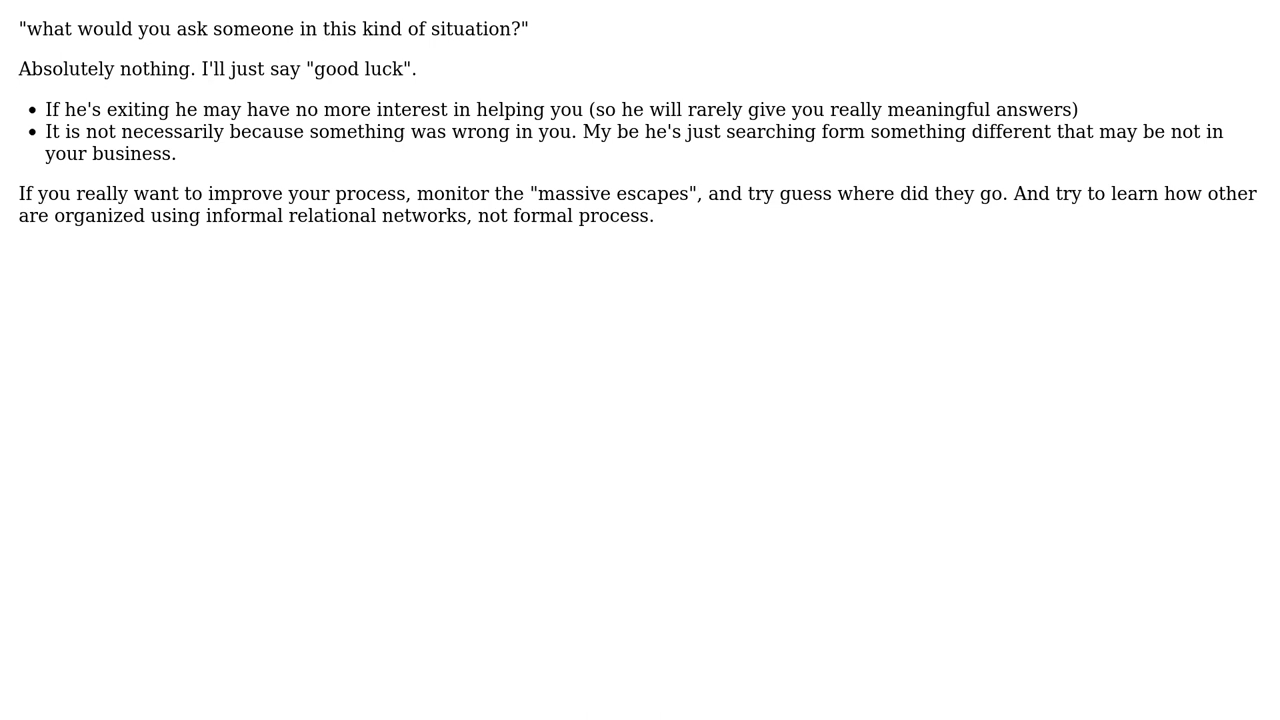 "what would you ask someone in this kind of situation?"
Absolutely nothing. I'll just say "good luck".
• If he's exiting he may have no more interest in helping you (so he will rarely give you really meaningful answers)
• It is not necessarily because something was wrong in you. My be he's just searching form something different that may be not in
your business.
If you really want to improve your process, monitor the "massive escapes", and try guess where did they go. And try to learn how other
are organized using informal relational networks, not formal process.